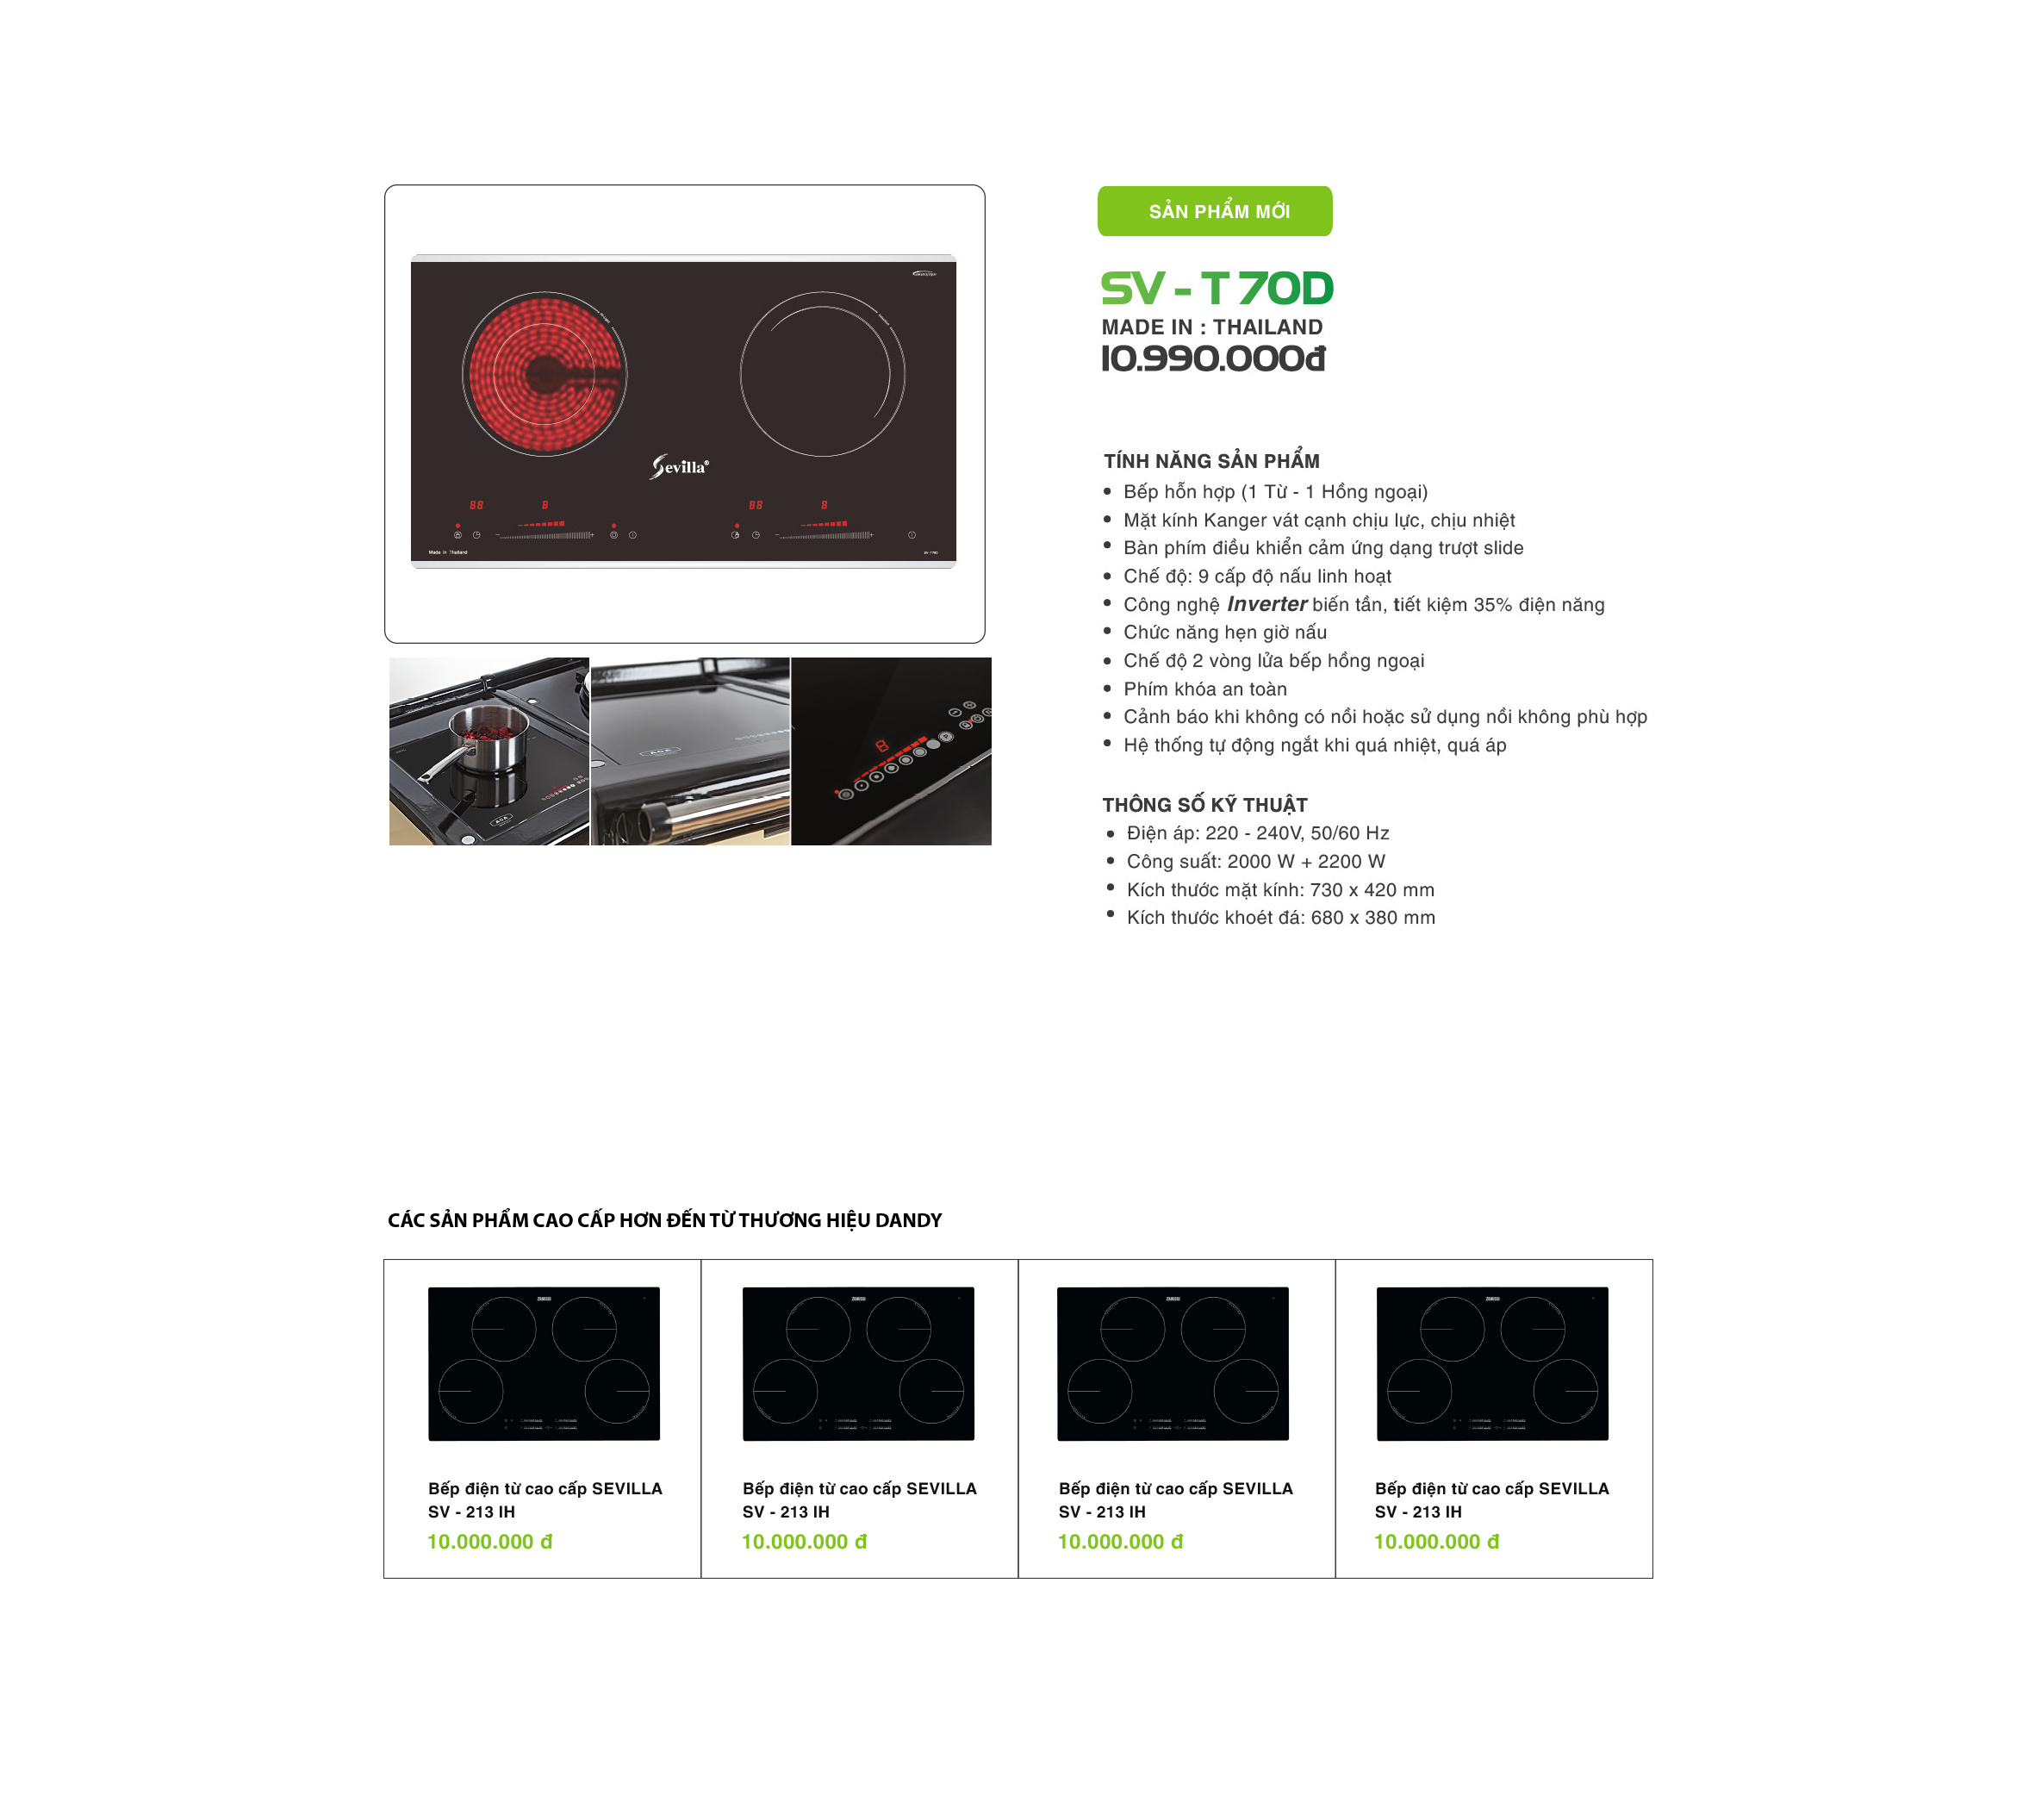 SẢN PHẨM MỚI
SV - T 70D
MADE IN : THAILAND
10.990.000đ
Sevilla®
Made in Thailand
TÍNH NĂNG SẢN PHẨM
Bếp hỗn hợp (1 Từ - 1 Hồng ngoại)
Mặt kính Kanger vát cạnh chịu lực, chịu nhiệt
Bàn phím điều khiển cảm ứng dạng trượt slide
Chế độ: 9 cấp độ nấu linh hoạt
Công nghệ Inverter biến tần, tiết kiệm 35% điện năng
Chức năng hẹn giờ nấu
Chế độ 2 vòng lửa bếp hồng ngoại
Phím khóa an toàn
Cảnh báo khi không có nồi hoặc sử dụng nồi không phù hợp
Hệ thống tự động ngắt khi quá nhiệt, quá áp
THÔNG SỐ KỸ THUẬT
Điện áp: 220 - 240V, 50/60 Hz
Công suất: 2000 W + 2200 W
Kích thước mặt kính: 730 x 420 mm
Kích thước khoét đá: 680 x 380 mm
CÁC SẢN PHẨM CAO CẤP HƠN ĐẾN TỪ THƯƠNG HIỆU DANDY
Bếp điện từ cao cấp SEVILLA
SV - 213 IH
10.000.000 đ
Bếp điện từ cao cấp SEVILLA
SV - 213 IH
10.000.000 đ
Bếp điện từ cao cấp SEVILLA
SV - 213 IH
10.000.000 đ
Bếp điện từ cao cấp SEVILLA
SV - 213 IH
10.000.000 đ